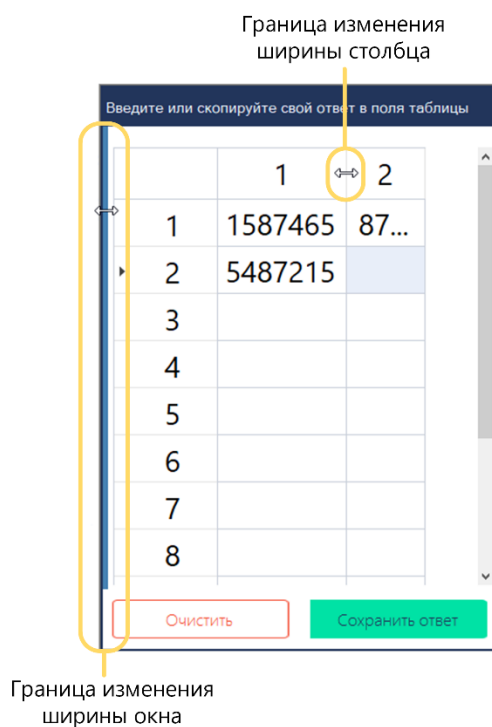 Граница изменения
ширины столбца
Введите или скопируйте свой ответ в поля таблицы
1 2
1 1587465 87...
2 5487215
3
4
5
6
7
8
Очистить Сохранить ответ
Граница изменения
ширины окна